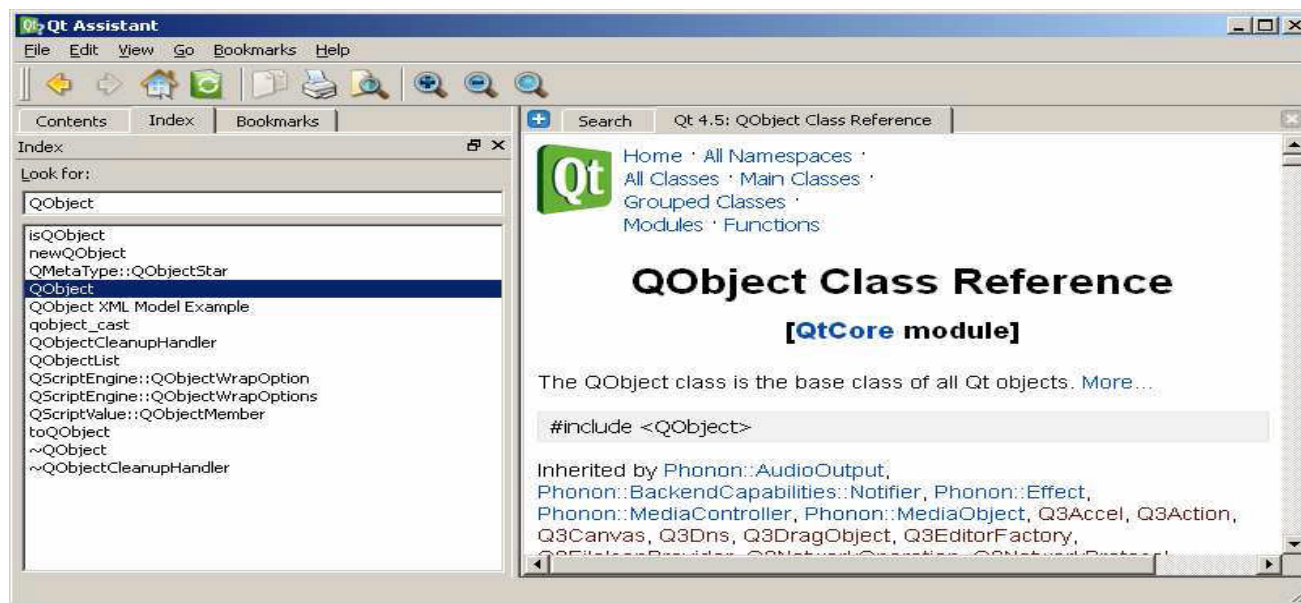 Qt Assistant
File Edit View Go Bookmarks Help
Contents Index Bookmarks
Index
Look for:
QObject
isQObject
newQObject
QMetaType::QObjectStar
QObject
QObject XML Model Example
qobject_cast
QObjectCleanupHandler
QObjectList
QScriptEngine::QObjectWrapOption
QScriptEngine::QObjectWrapOptions
QScriptValue::QObjectMember
toQObject
~QObject
~QObjectCleanupHandler
Search Qt 4.5: QObject Class Reference
Qt
Home · All Namespaces ·
All Classes · Main Classes ·
Grouped Classes ·
Modules · Functions
QObject Class Reference
[QtCore module]
The QObject class is the base class of all Qt objects. More...
#include <QObject>
Inherited by Phonon::AudioOutput,
Phonon::BackendCapabilities::Notifier, Phonon::Effect,
Phonon::MediaController, Phonon::MediaObject, Q3Accel, Q3Action,
Q3Canvas, Q3Dns, Q3DragObject, Q3EditorFactory,